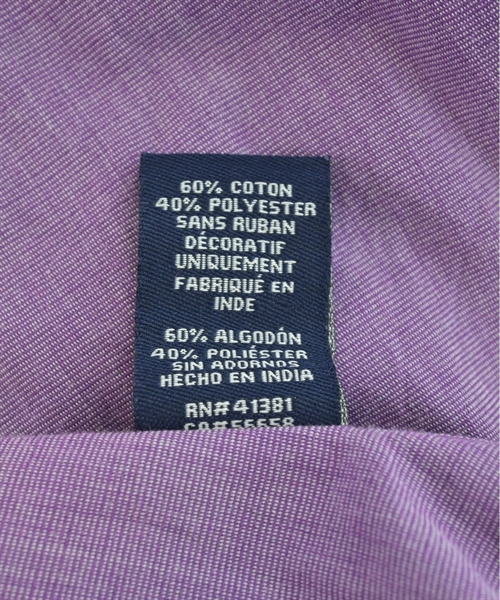 60% COTON
40% POLYESTER
SANS RUBAN
DÉCORATIF
UNIQUEMENT
FABRIQUÉ EN
INDE
60% ALGODÓN
40% POLIÉSTER
SIN ADORNOS
HECHO EN INDIA
RN#41381